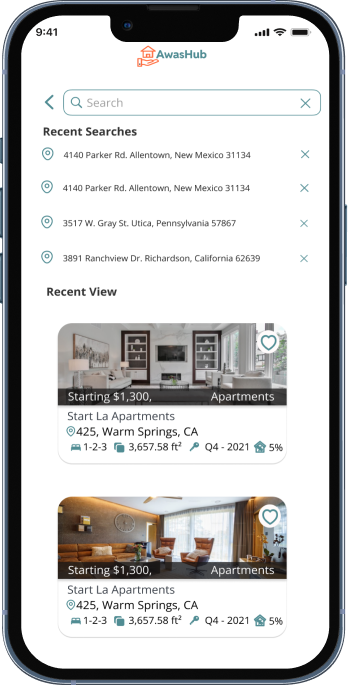 9:41
AwasHub
Search
Recent Searches
4140 Parker Rd. Allentown, New Mexico 31134
4140 Parker Rd. Allentown, New Mexico 31134
3517 W. Gray St. Utica, Pennsylvania 57867
3891 Ranchview Dr. Richardson, California 62639
Recent View
Starting $1,300, Apartments
Start La Apartments
425, Warm Springs, CA
1-2-3 3,657.58 ft² Q4 - 2021 5%
Starting $1,300, Apartments
Start La Apartments
425, Warm Springs, CA
1-2-3 3,657.58 ft² Q4 - 2021 5%